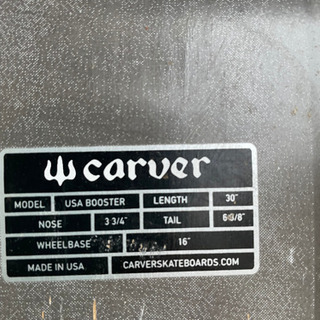 carver
MODEL USA BOOSTER LENGTH 30"
NOSE 3 3/4" TAIL 6 3/8"
WHEELBASE 16"
MADE IN USA CARVERSKATEBOARDS.COM